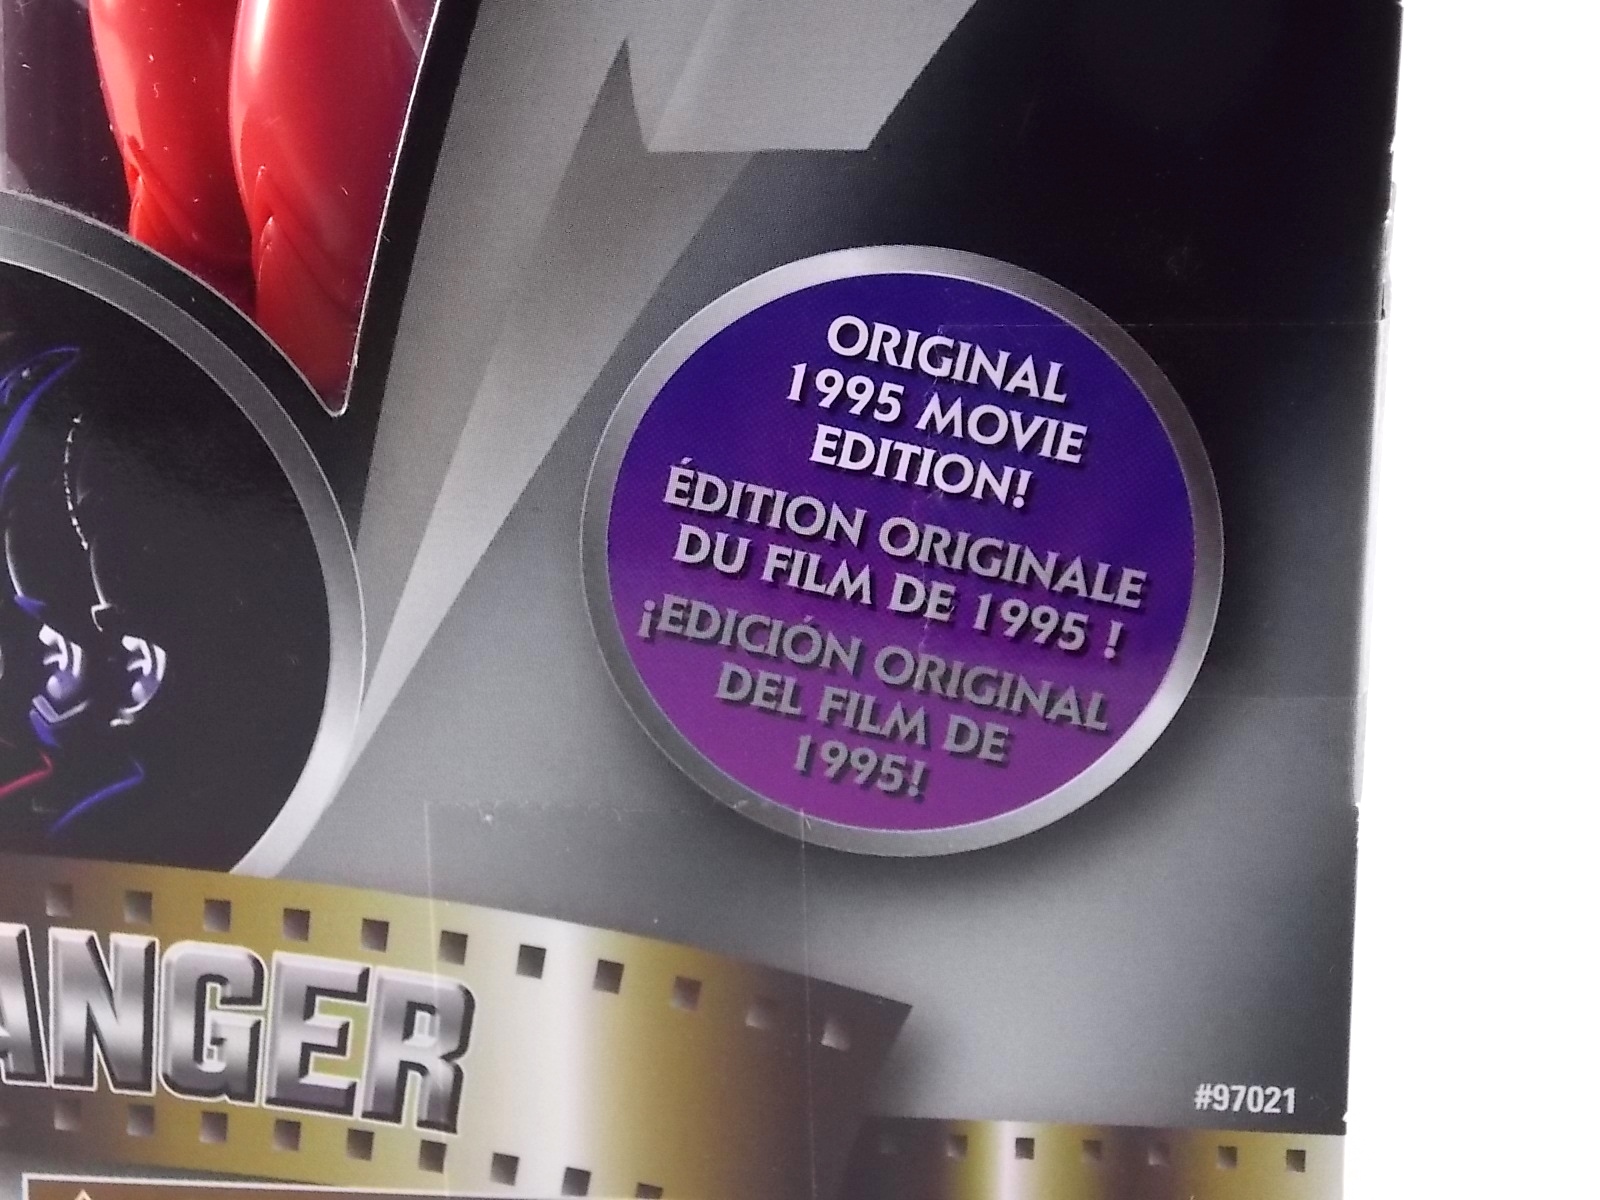 ORIGINAL
1995 MOVIE
EDITION!
ÉDITION ORIGINALE
DU FILM DE 1995 !
¡EDICIÓN ORIGINAL
DEL FILM DE
1995!
ANGER
#97021